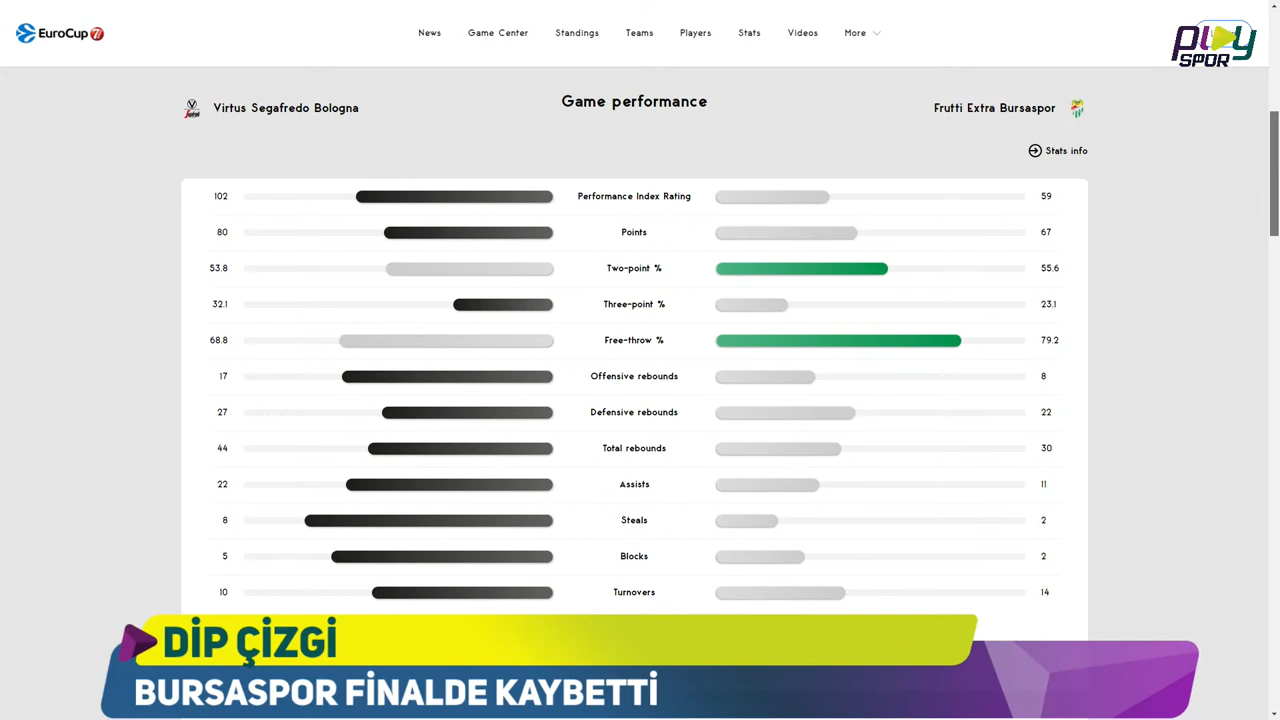 EuroCup 7
News Game Center Standings Teams Players Stats Videos More
play
SPOR
Virtus Segafredo Bologna Game performance Frutti Extra Bursaspor
Stats info
102 Performance Index Rating 59
80 Points 67
53.8 Two-point % 55.6
32.1 Three-point % 23.1
68.8 Free-throw % 79.2
17 Offensive rebounds 8
27 Defensive rebounds 22
44 Total rebounds 30
22 Assists 11
8 Steals 2
5 Blocks 2
10 Turnovers 14
DİP ÇİZGİ
BURSASPOR FİNALDE KAYBETTİ